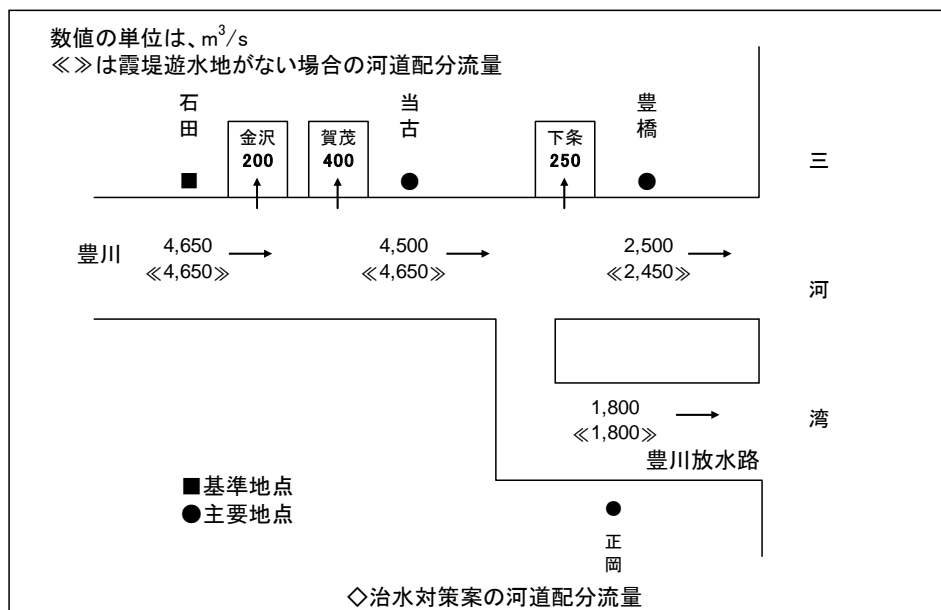 数値の単位は、m³/s
≪≫は霞堤遊水地がない場合の河道配分流量
石田
金沢
200
賀茂
400
当古
下条
250
豊橋
三河湾
豊川
4,650
≪4,650≫
4,500
≪4,650≫
2,500
≪2,450≫
1,800
≪1,800≫
豊川放水路
■基準地点
●主要地点
正岡
◇治水対策案の河道配分流量